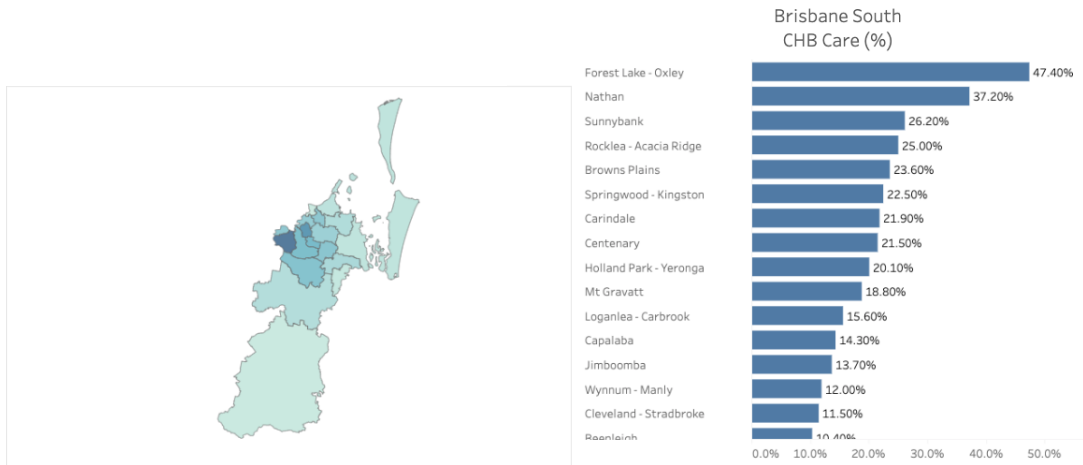 Brisbane South
CHB Care (%)
Forest Lake - Oxley 47.40%
Nathan 37.20%
Sunnybank 26.20%
Rocklea - Acacia Ridge 25.00%
Browns Plains 23.60%
Springwood - Kingston 22.50%
Carindale 21.90%
Centenary 21.50%
Holland Park - Yeronga 20.10%
Mt Gravatt 18.80%
Loganlea - Carbrook 15.60%
Capalaba 14.30%
Jimboomba 13.70%
Wynnum - Manly 12.00%
Cleveland - Stradbroke 11.50%
Beenleigh 10.40%
0.0% 10.0% 20.0% 30.0% 40.0% 50.0%